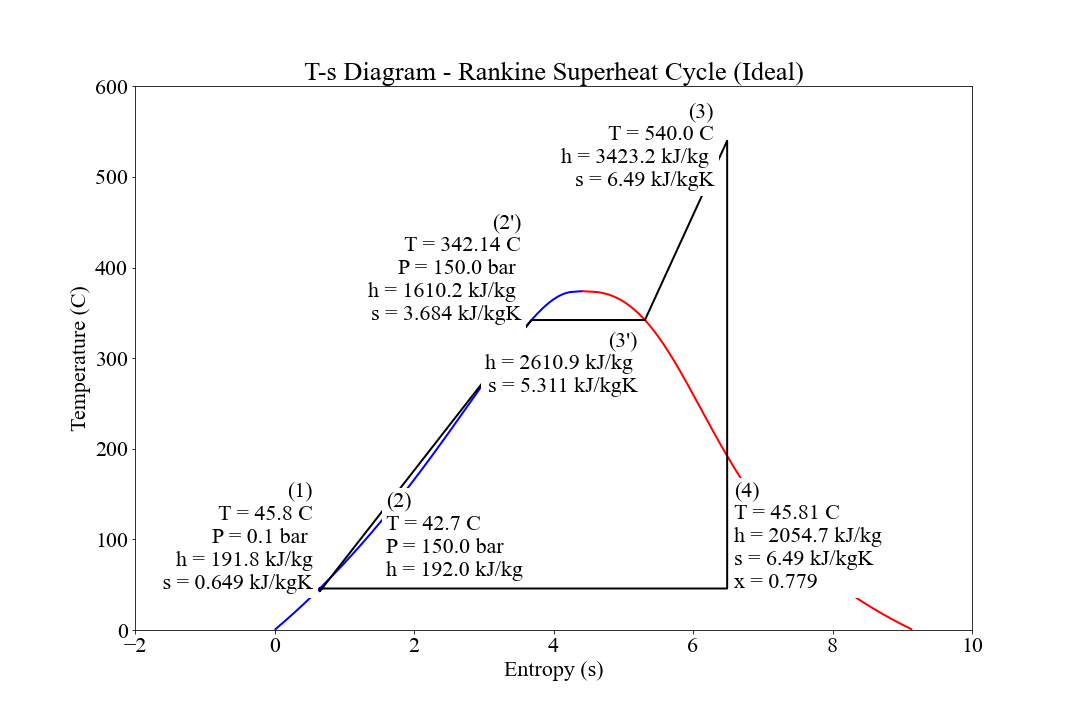 T-s Diagram - Rankine Superheat Cycle (Ideal)
600
(3)
T = 540.0 C
h = 3423.2 kJ/kg
s = 6.49 kJ/kgK
500
(2')
T = 342.14 C
P = 150.0 bar
h = 1610.2 kJ/kg
s = 3.684 kJ/kgK
400
(3')
h = 2610.9 kJ/kg
s = 5.311 kJ/kgK
300
Temperature (C)
200
(1)
T = 45.8 C
P = 0.1 bar
h = 191.8 kJ/kg
s = 0.649 kJ/kgK
(2)
T = 42.7 C
P = 150.0 bar
h = 192.0 kJ/kg
(4)
T = 45.81 C
h = 2054.7 kJ/kg
s = 6.49 kJ/kgK
x = 0.779
100
0
−2 0 2 4 6 8 10
Entropy (s)